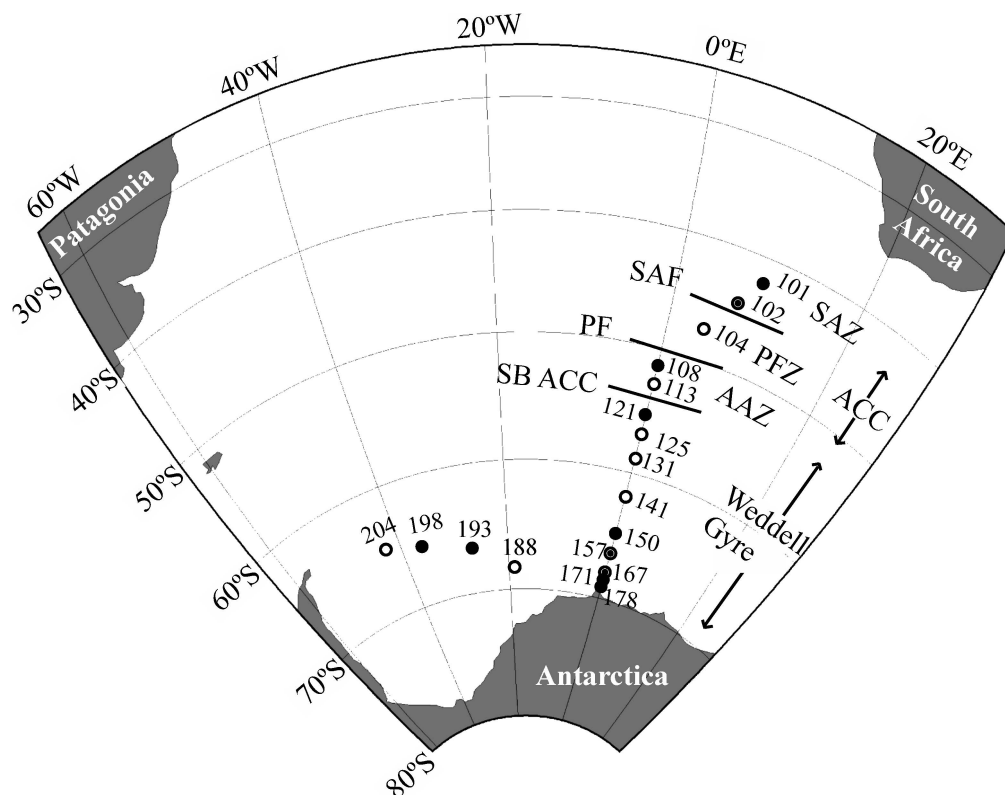 20ºW
0ºE
40ºW
20ºE
60ºW
Patagonia
South
Africa
30ºS
SAF
101
SAZ
102
PF
104
PFZ
40ºS
SB ACC
108
113
AAZ
ACC
121
125
131
50ºS
141
Weddell
Gyre
204
198
193
188
150
157
167
171
178
60ºS
70ºS
Antarctica
80ºS